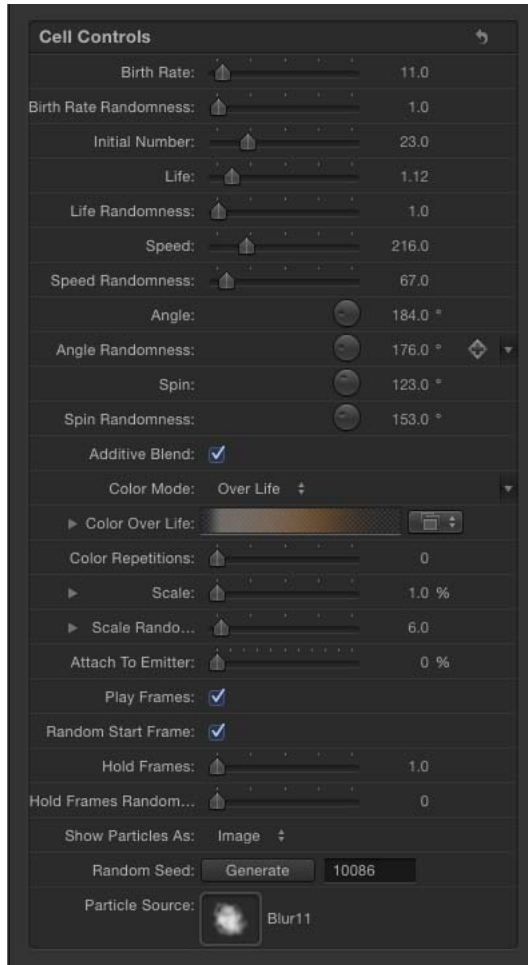 Cell Controls
Birth Rate: 11.0
Birth Rate Randomness: 1.0
Initial Number: 23.0
Life: 1.12
Life Randomness: 1.0
Speed: 216.0
Speed Randomness: 67.0
Angle: 184.0 °
Angle Randomness: 176.0 °
Spin: 123.0 °
Spin Randomness: 153.0 °
Additive Blend:
Color Mode: Over Life
Color Over Life:
Color Repetitions: 0
Scale: 1.0 %
Scale Rando... 6.0
Attach To Emitter: 0 %
Play Frames:
Random Start Frame:
Hold Frames: 1.0
Hold Frames Random... 0
Show Particles As: Image
Random Seed: Generate 10086
Particle Source: Blur11